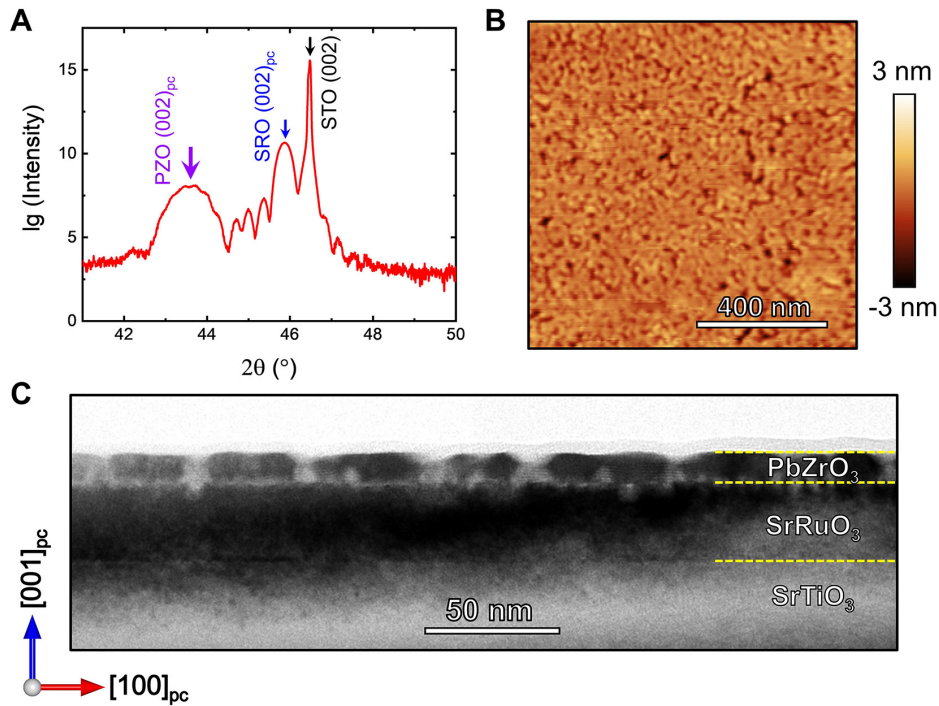 A
lg (Intensity)
15
10
5
0
PZO (002)pc
SRO (002)pc
STO (002)
42
44
46
48
50
2θ (°)
B
400 nm
3 nm
-3 nm
C
PbZrO3
SrRuO3
SrTiO3
50 nm
[001]pc
[100]pc